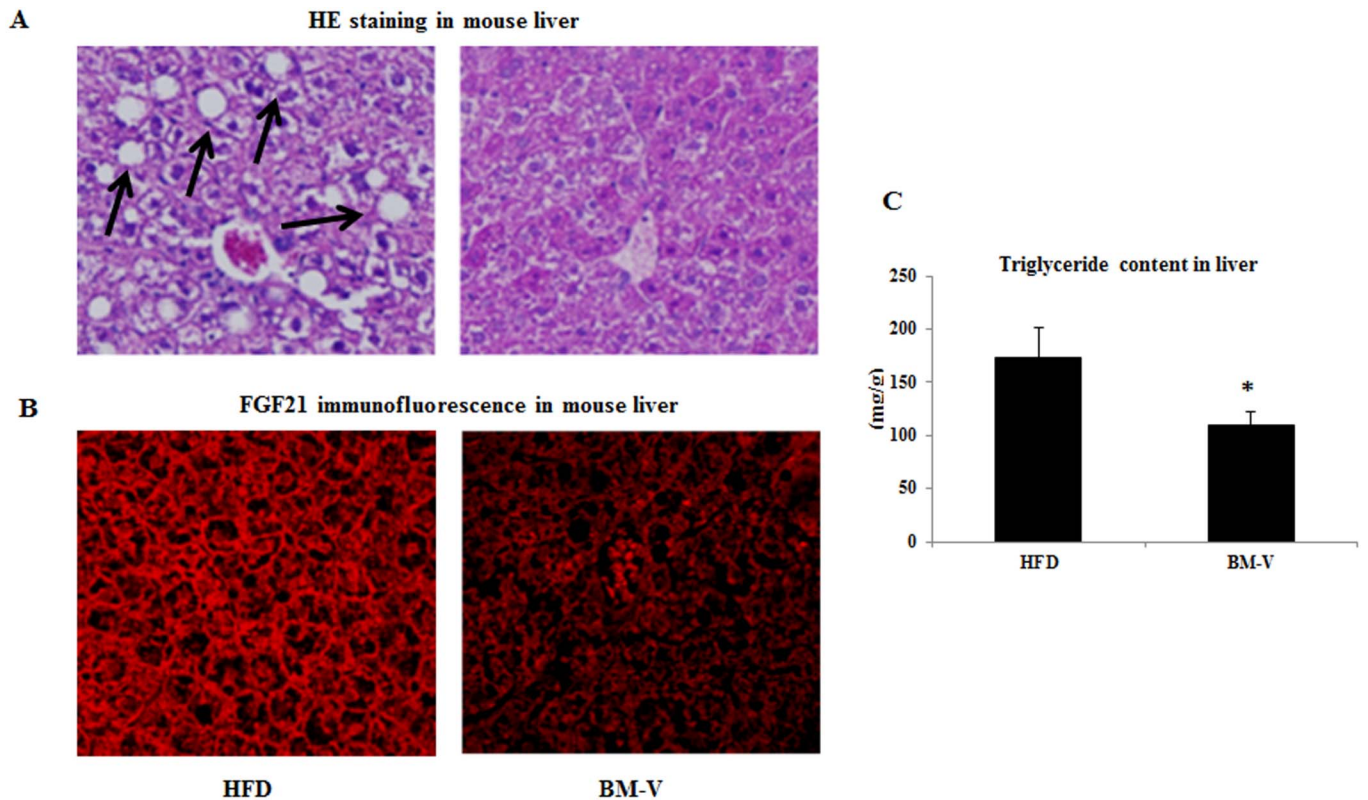 A
HE staining in mouse liver
B
FGF21 immunofluorescence in mouse liver
HFD
BM-V
C
Triglyceride content in liver
(mg/g)
250
200
150
100
50
0
*
HFD
BM-V